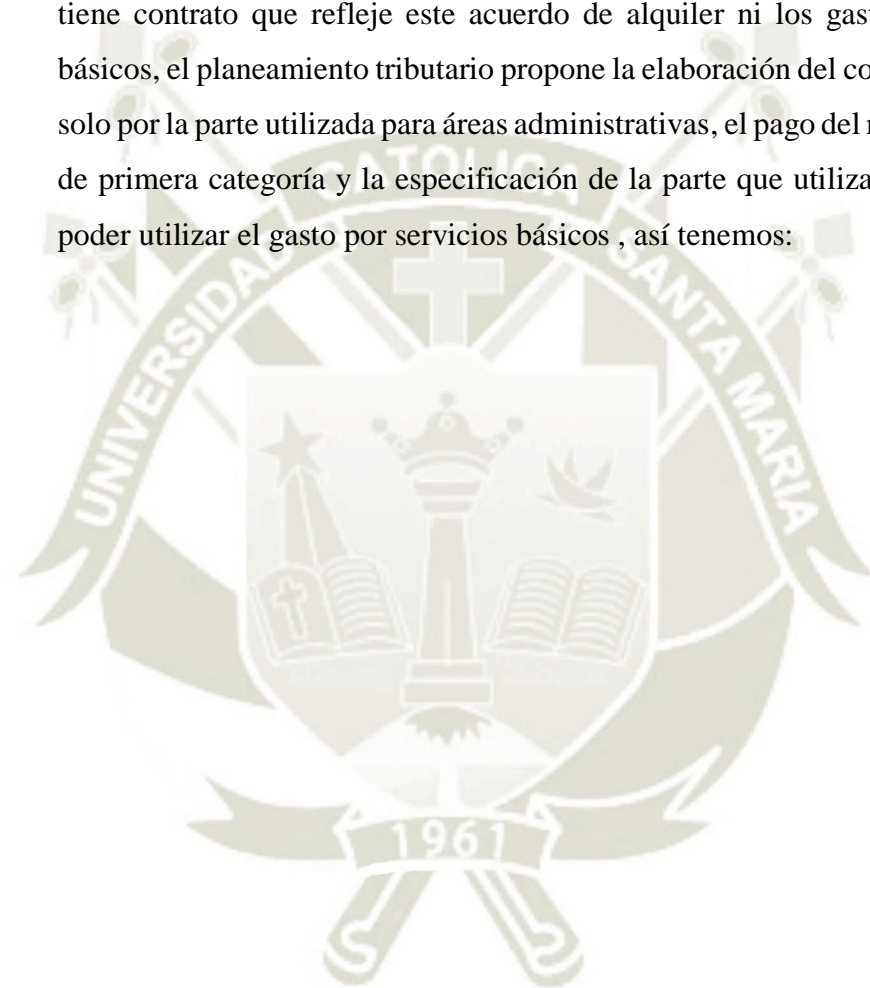 tiene contrato que refleje este acuerdo de alquiler ni los gast
básicos, el planeamiento tributario propone la elaboración del co
solo por la parte utilizada para áreas administrativas, el pago del
de primera categoría y la especificación de la parte que utiliza
poder utilizar el gasto por servicios básicos , así tenemos:
UNIVERSIDAD CATOLICA SANTA MARIA
1961